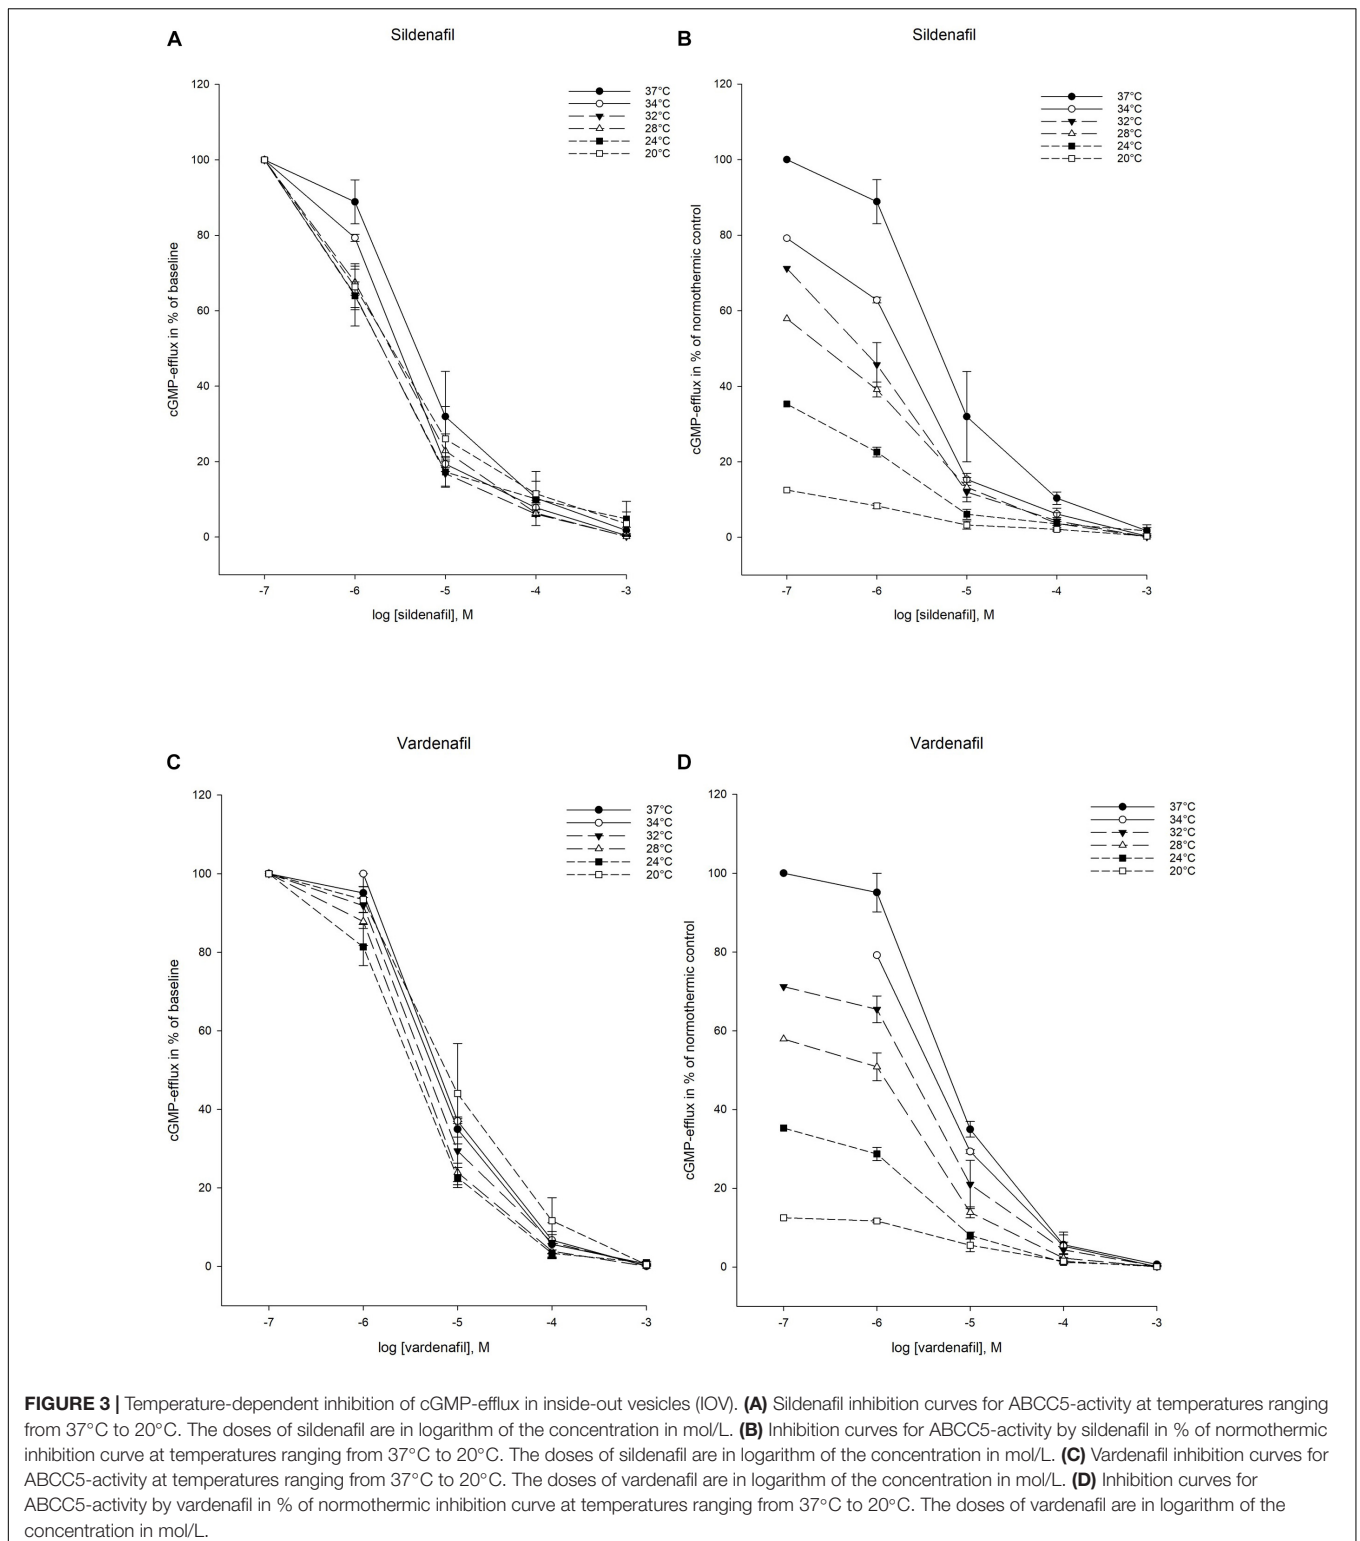 A
Sildenafil
120
100
80
60
40
20
0
cGMP-efflux in % of baseline
37°C
34°C
32°C
28°C
24°C
20°C
-7 -6 -5 -4 -3
log [sildenafil], M
B
Sildenafil
120
100
80
60
40
20
0
cGMP-efflux in % of normothermic control
37°C
34°C
32°C
28°C
24°C
20°C
-7 -6 -5 -4 -3
log [sildenafil], M
C
Vardenafil
120
100
80
60
40
20
0
cGMP-efflux in % of baseline
37°C
34°C
32°C
28°C
24°C
20°C
-7 -6 -5 -4 -3
log [vardenafil], M
D
Vardenafil
120
100
80
60
40
20
0
cGMP-efflux in % of normothermic control
37°C
34°C
32°C
28°C
24°C
20°C
-7 -6 -5 -4 -3
log [vardenafil], M
FIGURE 3 | Temperature-dependent inhibition of cGMP-efflux in inside-out vesicles (IOV). (A) Sildenafil inhibition curves for ABCC5-activity at temperatures ranging
from 37°C to 20°C. The doses of sildenafil are in logarithm of the concentration in mol/L. (B) Inhibition curves for ABCC5-activity by sildenafil in % of normothermic
inhibition curve at temperatures ranging from 37°C to 20°C. The doses of sildenafil are in logarithm of the concentration in mol/L. (C) Vardenafil inhibition curves for
ABCC5-activity at temperatures ranging from 37°C to 20°C. The doses of vardenafil are in logarithm of the concentration in mol/L. (D) Inhibition curves for
ABCC5-activity by vardenafil in % of normothermic inhibition curve at temperatures ranging from 37°C to 20°C. The doses of vardenafil are in logarithm of the
concentration in mol/L.